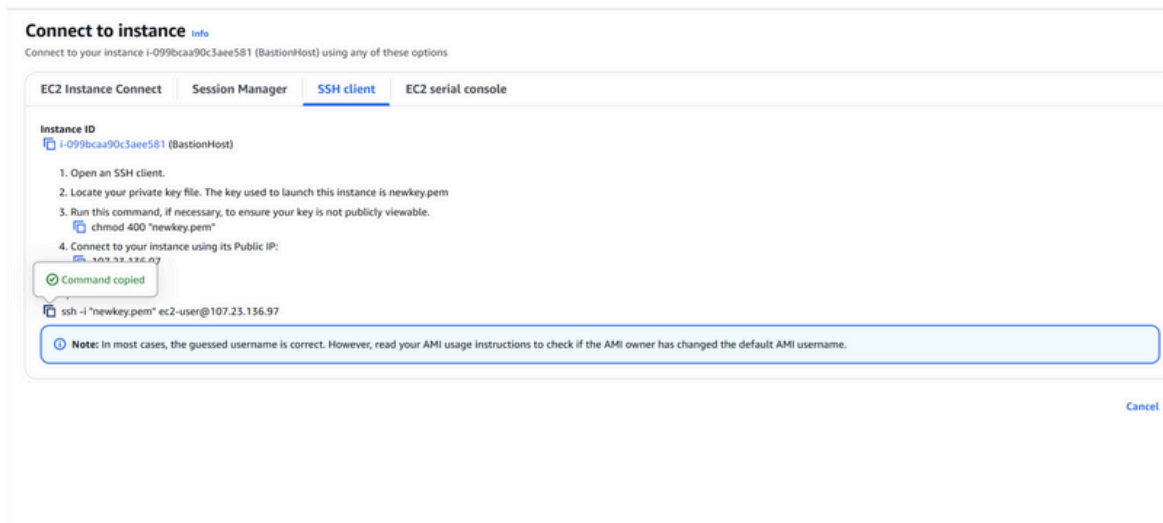 Connect to instance Info
Connect to your instance i-099bcaa90c3aee581 (BastionHost) using any of these options
EC2 Instance Connect Session Manager SSH client EC2 serial console
Instance ID
i-099bcaa90c3aee581 (BastionHost)
1. Open an SSH client.
2. Locate your private key file. The key used to launch this instance is newkey.pem
3. Run this command, if necessary, to ensure your key is not publicly viewable.
chmod 400 "newkey.pem"
4. Connect to your instance using its Public IP:
107.23.136.97
Command copied
ssh -i "newkey.pem" ec2-user@107.23.136.97
Note: In most cases, the guessed username is correct. However, read your AMI usage instructions to check if the AMI owner has changed the default AMI username.
Cancel